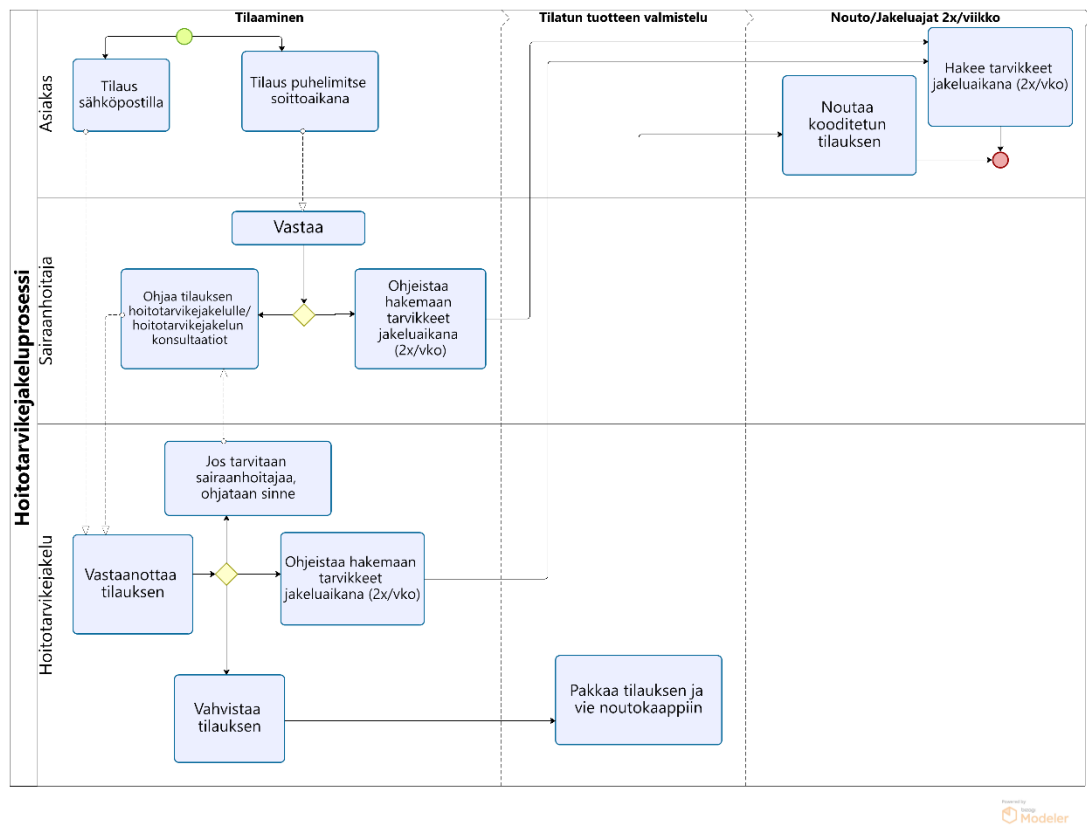 Tilaaminen
Tilatun tuotteen valmistelu
Nouto/Jakeluajat 2x/viikko
Hoitotarvikejakeluprosessi
Asiakas
Tilaus
sähköpostilla
Tilaus puhelimitse
soittoaikana
Noutaa
kooditetun
tilauksen
Hakee tarvikkeet
jakeluaikana (2x/vko)
Sairaanhoitaja
Vastaa
Ohjaa tilauksen
hoitotarvikejakelulle/
hoitotarvikejakelun
konsultaatiot
Ohjeistaa
hakemaan
tarvikkeet
jakeluaikana
(2x/vko)
Hoitotarvikejakelu
Jos tarvitaan
sairaanhoitajaa,
ohjataan sinne
Vastaanottaa
tilauksen
Ohjeistaa hakemaan
tarvikkeet
jakeluaikana (2x/vko)
Vahvistaa
tilauksen
Pakkaa tilauksen ja
vie noutokaappiin
Powered by
Modeler